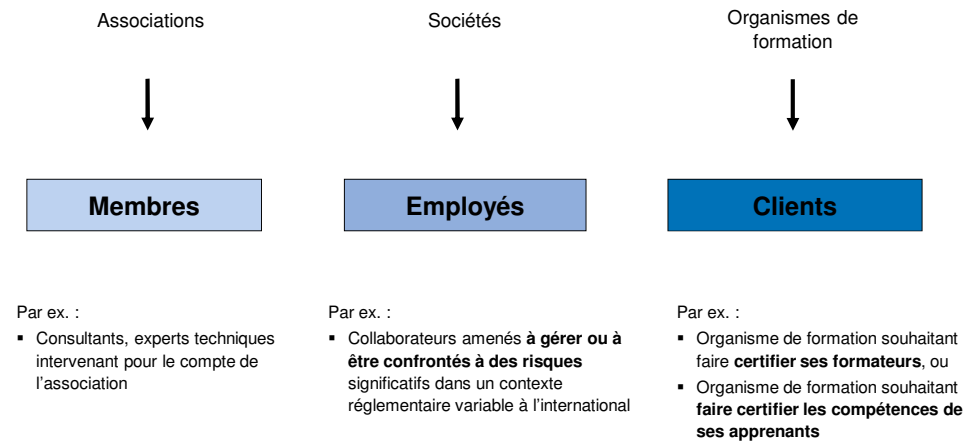 Associations
Membres
Par ex. :
▪ Consultants, experts techniques
intervenant pour le compte de
l’association
Sociétés
Employés
Par ex. :
▪ Collaborateurs amenés à gérer ou à
être confrontés à des risques
significatifs dans un contexte
réglementaire variable à l’international
Organismes de
formation
Clients
Par ex. :
▪ Organisme de formation souhaitant
faire certifier ses formateurs, ou
▪ Organisme de formation souhaitant
faire certifier les compétences de
ses apprenants